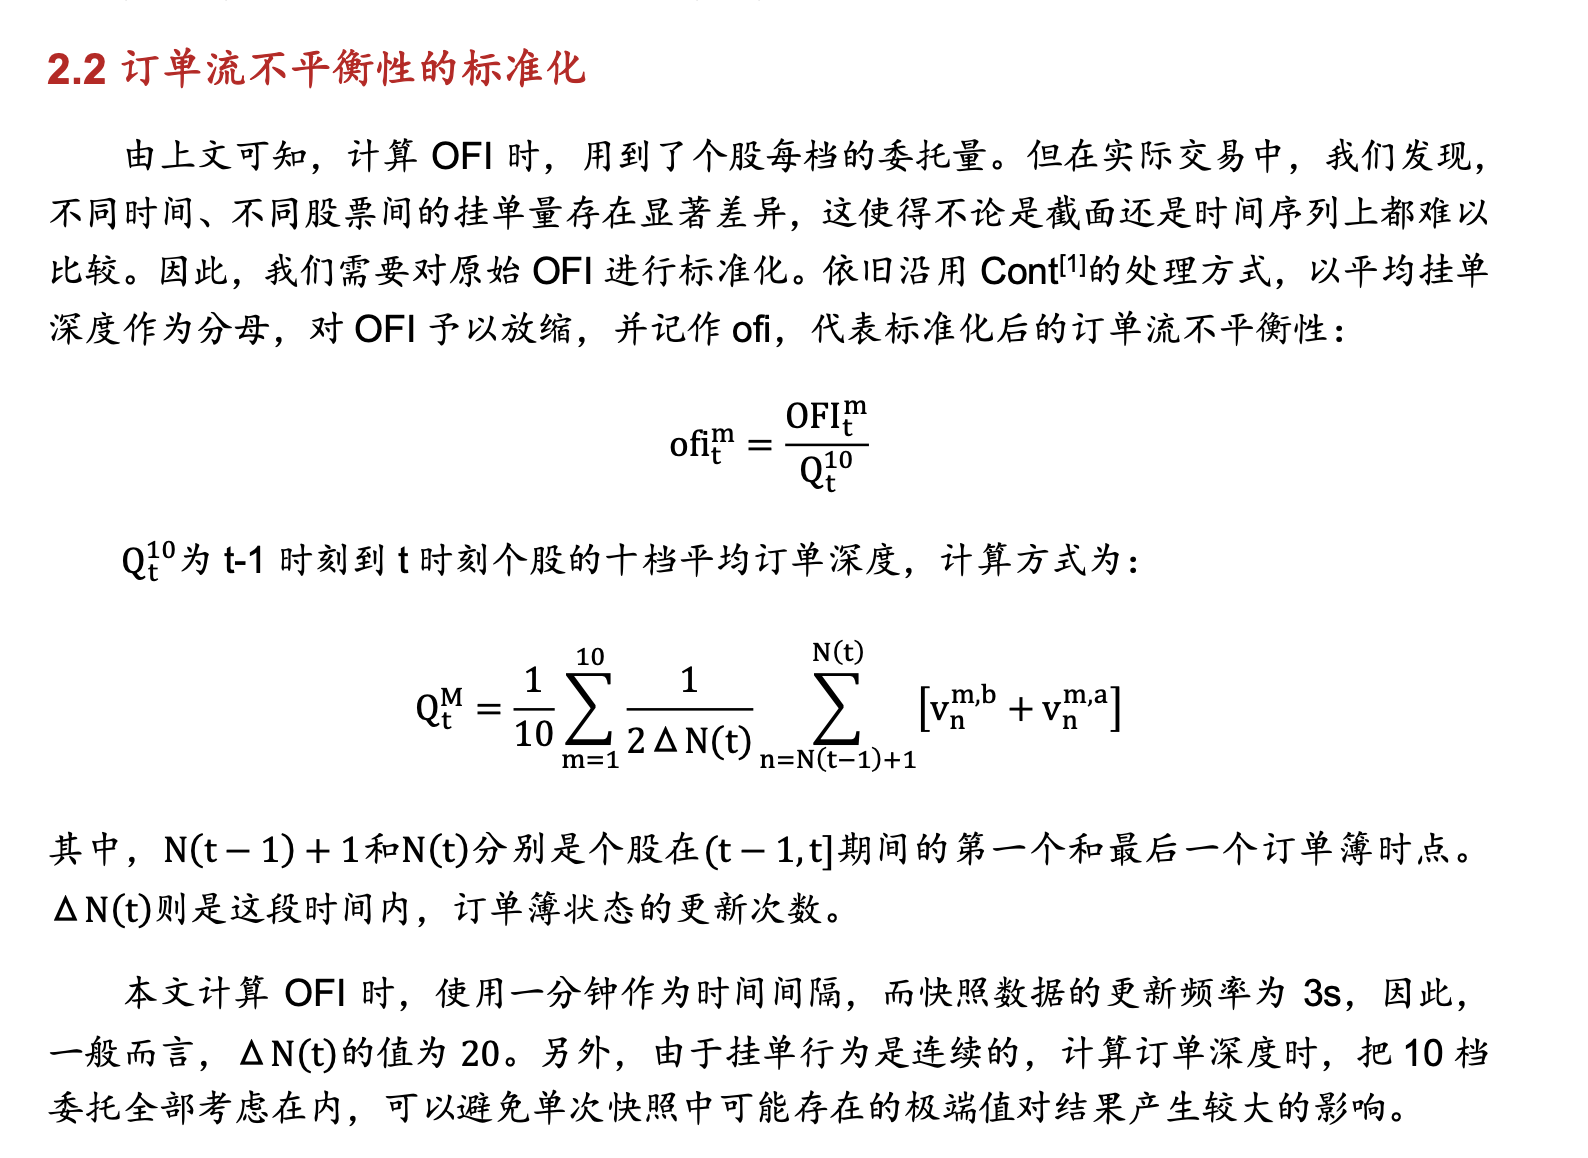 2.2 订单流不平衡性的标准化
由上文可知，计算 OFI 时，用到了个股每档的委托量。但在实际交易中，我们发现，
不同时间、不同股票间的挂单量存在显著差异，这使得不论是截面还是时间序列上都难以
比较。因此，我们需要对原始 OFI 进行标准化。依旧沿用 Cont[1]的处理方式，以平均挂单
深度作为分母，对 OFI 予以放缩，并记作 ofi，代表标准化后的订单流不平衡性：
ofi_t^m = OFI_t^m / Q_t^10
Q_t^10为 t-1 时刻到 t 时刻个股的十档平均订单深度，计算方式为：
Q_t^M = 1/10 ∑_{m=1}^{10} 1/(2 △ N(t)) ∑_{n=N(t−1)+1}^{N(t)} [v_n^{m,b} + v_n^{m,a}]
其中，N(t − 1) + 1和N(t)分别是个股在(t − 1, t]期间的第一个和最后一个订单簿时点。
△ N(t)则是这段时间内，订单簿状态的更新次数。
本文计算 OFI 时，使用一分钟作为时间间隔，而快照数据的更新频率为 3s，因此，
一般而言，△ N(t)的值为 20。另外，由于挂单行为是连续的，计算订单深度时，把 10 档
委托全部考虑在内，可以避免单次快照中可能存在的极端值对结果产生较大的影响。